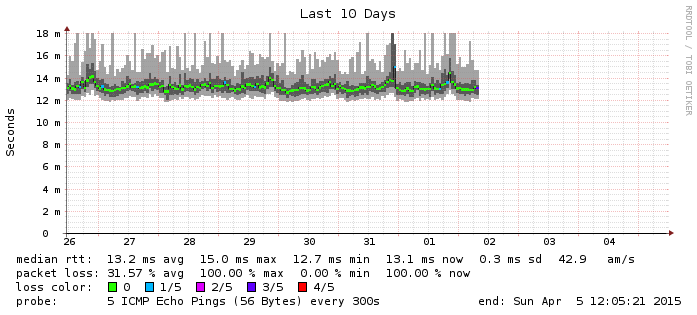 Last 10 Days
RRDTOOL / TOBI OETIKER
Seconds
18 m
16 m
14 m
12 m
10 m
8 m
6 m
4 m
2 m
0
26 27 28 29 30 31 01 02 03 04
median rtt: 13.2 ms avg 15.0 ms max 12.7 ms min 13.1 ms now 0.3 ms sd 42.9 am/s
packet loss: 31.57 % avg 100.00 % max 0.00 % min 100.00 % now
loss color: 0 1/5 2/5 3/5 4/5
probe: 5 ICMP Echo Pings (56 Bytes) every 300s end: Sun Apr 5 12:05:21 2015